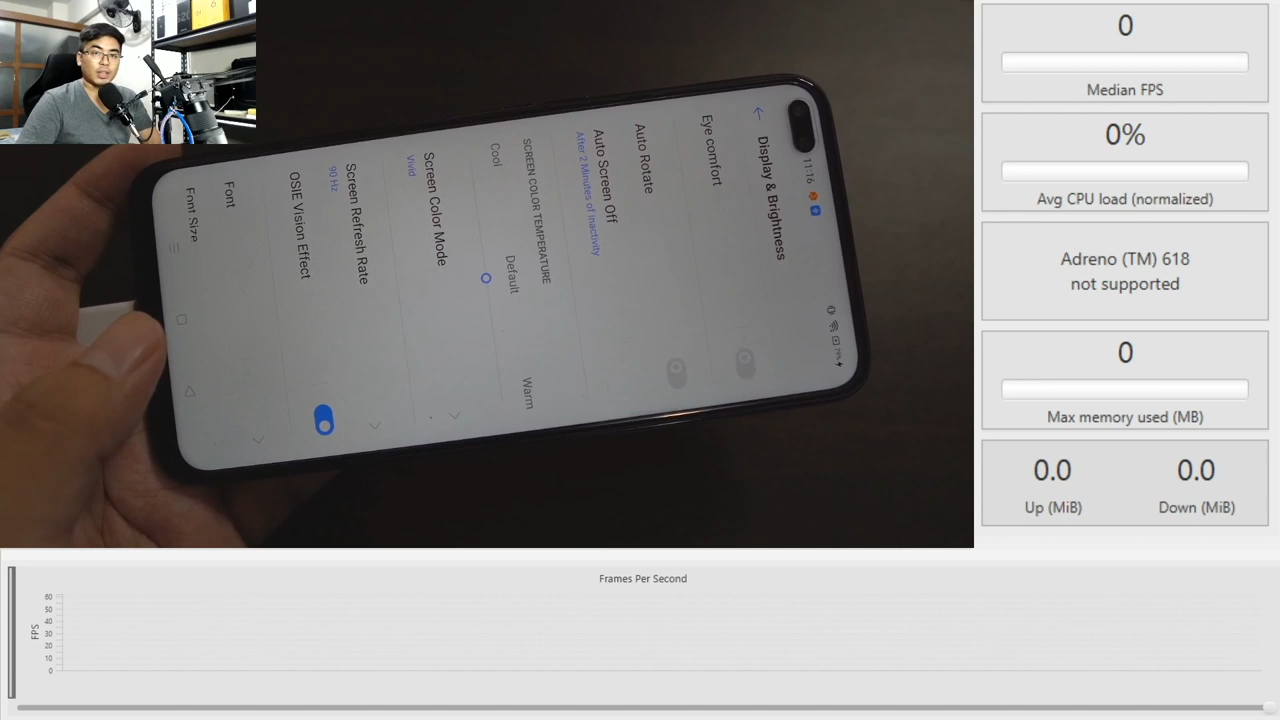 11:16
79%
Display & Brightness
Eye comfort
Auto Rotate
Auto Screen Off
After 2 Minutes of inactivity
SCREEN COLOR TEMPERATURE
Cool
Default
Warm
Screen Color Mode
Vivid
Screen Refresh Rate
90 Hz
OSIE Vision Effect
Font
Font Size
0
Median FPS
0%
Avg CPU load (normalized)
Adreno (TM) 618
not supported
0
Max memory used (MB)
0.0 0.0
Up (MiB) Down (MiB)
Frames Per Second
FPS
60
50
40
30
20
10
0